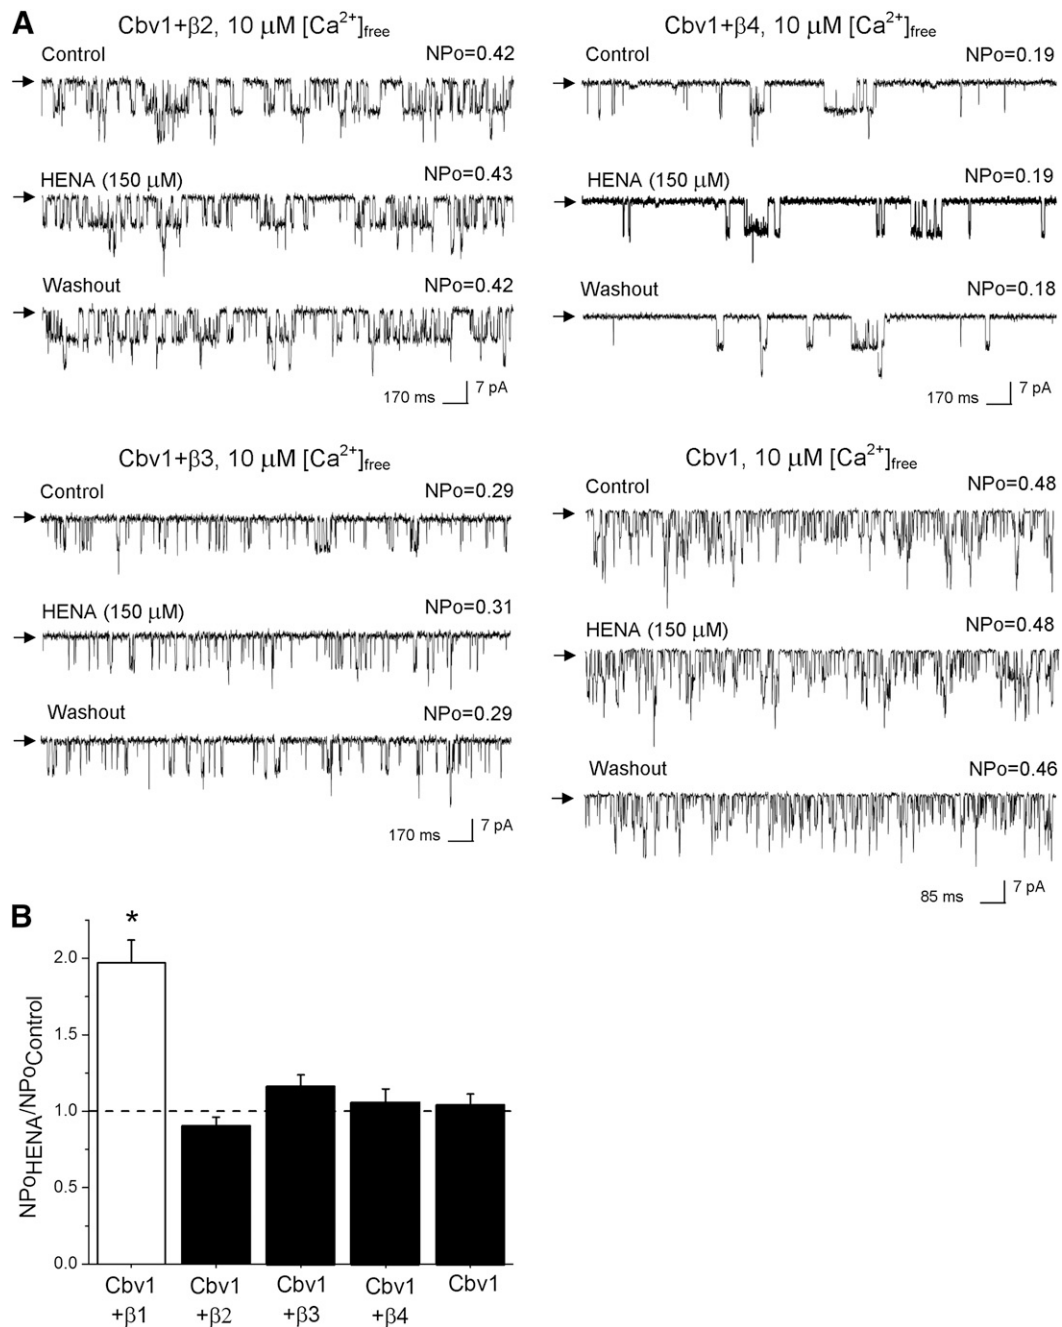 A
Cbv1+β2, 10 μM [Ca²⁺]free
Control
NPo=0.42
HENA (150 μM)
NPo=0.43
Washout
NPo=0.42
170 ms
7 pA
Cbv1+β4, 10 μM [Ca²⁺]free
Control
NPo=0.19
HENA (150 μM)
NPo=0.19
Washout
NPo=0.18
170 ms
7 pA
Cbv1+β3, 10 μM [Ca²⁺]free
Control
NPo=0.29
HENA (150 μM)
NPo=0.31
Washout
NPo=0.29
170 ms
7 pA
Cbv1, 10 μM [Ca²⁺]free
Control
NPo=0.48
HENA (150 μM)
NPo=0.48
Washout
NPo=0.46
85 ms
7 pA
B
NPoHENA/NPoControl
2.0
1.5
1.0
0.5
0.0
*
Cbv1
+β1
Cbv1
+β2
Cbv1
+β3
Cbv1
+β4
Cbv1